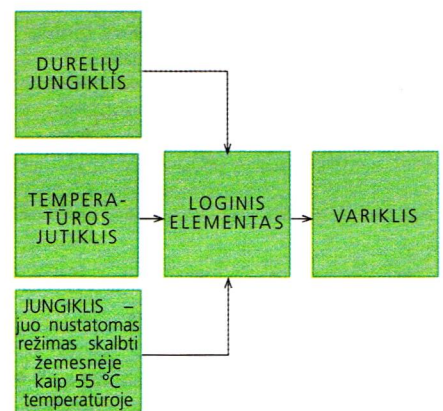 DURELIŲ
JUNGIKLIS
TEMPERA-
TŪROS
JUTIKLIS
LOGINIS
ELEMENTAS
VARIKLIS
JUNGIKLIS –
juo nustatomas
režimas skalbti
žemesnėje
kaip 55 °C
temperatūroje